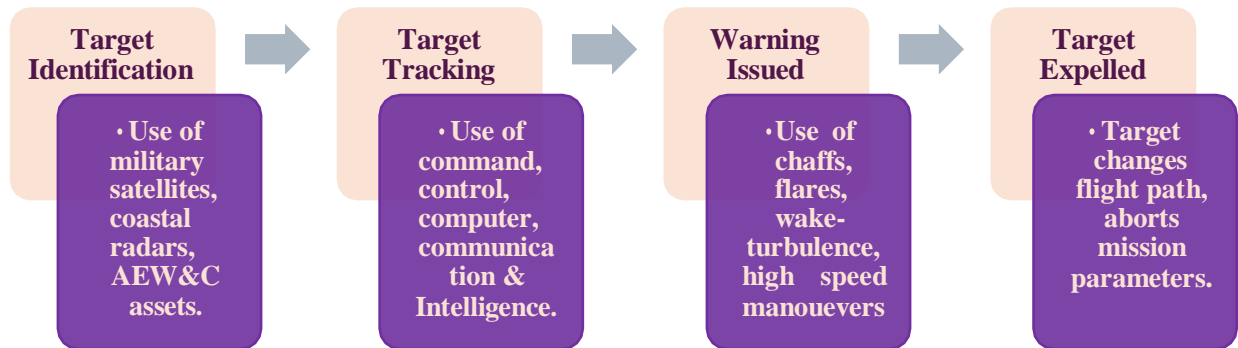 Target
Identification
· Use of
military
satellites,
coastal
radars,
AEW&C
assets.
Target
Tracking
· Use of
command,
control,
computer,
communica
tion &
Intelligence.
Warning
Issued
· Use of
chaffs,
flares,
wake-
turbulence,
high speed
manouevers
Target
Expelled
· Target
changes
flight path,
aborts
mission
parameters.